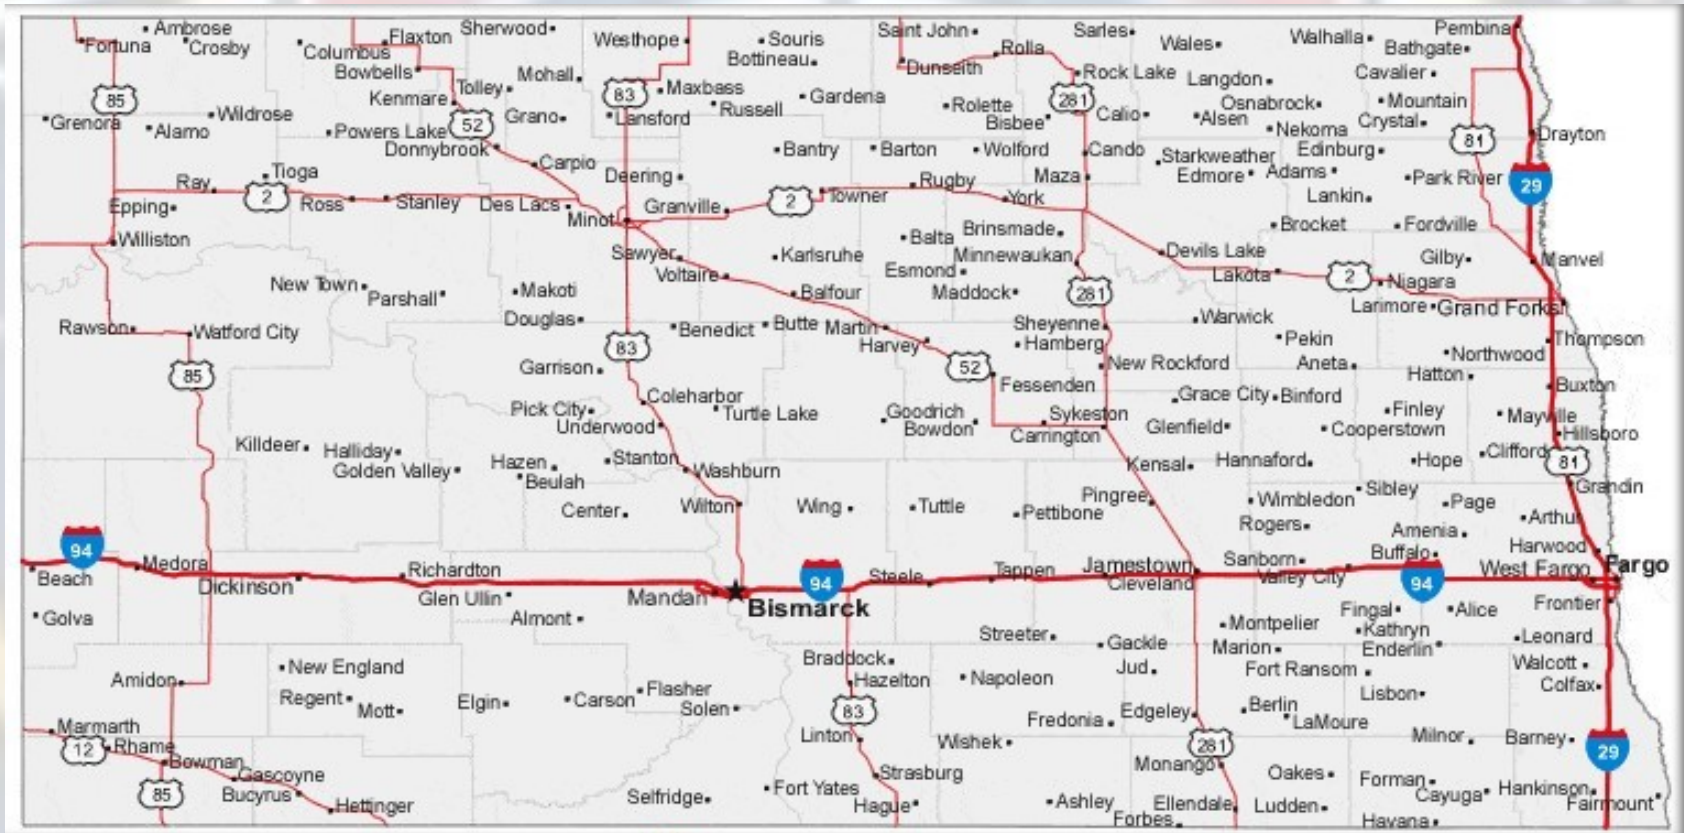 Ambrose
Fortuna
Crosby
Columbus
Flaxton
Bowbells
Sherwood
Westhope
Souris
Bottineau
Saint John
Dunseith
Rolla
Sarles
Wales
Walhalla
Pembina
Bathgate
85
Grenora
Alamo
Wildrose
Powers Lake
Kenmare
Tolley
Mohall
52
Grano
Donnybrook
Carpio
83
Maxbass
Lansford
Russell
Gardena
Rolette
Bisbee
Rock Lake
281
Calio
Langdon
Osnabrock
Alsen
Nekoma
Cavalier
Mountain
Crystal
Edinburg
81
Drayton
29
Bantry
Barton
Wolford
Cando
Starkweather
Edmore
Adams
Park River
Lankin
Ray
Tioga
2
Epping
Ross
Stanley
Des Lacs
Deering
Minot
Granville
2
Towner
Rugby
York
Maza
Williston
Sawyer
Voltaire
Karlsruhe
Balta
Brinsmade
Esmond
Minnewaukan
Devils Lake
Brocket
Fordville
Lakota
2
Gilby
Niagara
Manvel
Larimore
Grand Forks
New Town
Parshall
Makoti
Douglas
Balfour
Maddock
281
Rawson
Watford City
85
83
Benedict
Butte
Martin
Harvey
52
Sheyenne
Hamberg
Warwick
Pekin
Thompson
Northwood
Garrison
Fessenden
New Rockford
Aneta
Hatton
Buxton
Coleharbor
Pick City
Underwood
Turtle Lake
Goodrich
Bowdon
Sykeston
Carrington
Grace City
Binford
Glenfield
Finley
Cooperstown
Mayville
Hillsboro
Killdeer
Halliday
Golden Valley
Hazen
Beulah
Stanton
Washburn
Kensal
Hannaford
Hope
Clifford
81
Grandin
Center
Wilton
Wing
Tuttle
Pettibone
Pingree
Wimbledon
Rogers
Sibley
Page
Amenia
Arthur
94
Beach
Medora
Dickinson
Richardton
Glen Ullin
Mandan
Bismarck
94
Steele
Tappen
Jamestown
Cleveland
Sanborn
Valley City
Buffalo
94
Harwood
West Fargo
Fargo
Golva
Almont
Streeter
Gackle
Montpelier
Marion
Fingal
Alice
Kathryn
Enderlin
Frontier
Leonard
New England
Amidon
Regent
Mott
Elgin
Carson
Flasher
Solen
Braddock
Hazelton
Napoleon
Jud
Fort Ransom
Lisbon
Walcott
Colfax
Marmarth
12
Rhame
Bowman
85
Gascoyne
Bucyrus
Hettinger
83
Linton
Wishek
Fredonia
Edgeley
281
Berlin
LaMoure
Milnor
Barney
29
Strasburg
Selfridge
Fort Yates
Hague
Monango
Oakes
Forman
Cayuga
Hankinson
Fairmount
Ashley
Ellendale
Forbes
Ludden
Havana